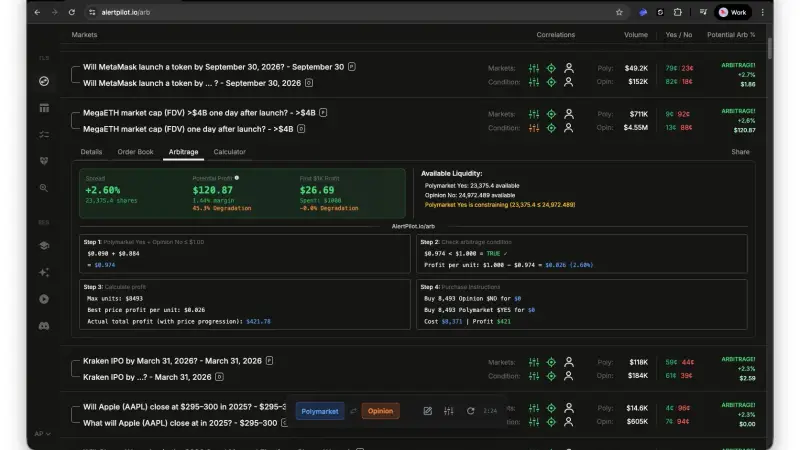 alertpilot.io/arb
Work
Markets
Correlations
Volume
Yes / No
Potential Arb %
Will MetaMask launch a token by September 30, 2026? - September 30 P
Markets:
Poly:
$49.2K
79¢ 23¢
ARBITRAGE!
+2.7%
$1.86
Will MetaMask launch a token by ... ? - September 30 O
Condition:
Opin:
$152K
82¢ 18¢
MegaETH market cap (FDV) >$4B one day after launch? - >$4B P
Markets:
Poly:
$711K
9¢ 92¢
ARBITRAGE!
+2.6%
$120.87
MegaETH market cap (FDV) one day after launch? - >$4B O
Condition:
Opin:
$4.55M
13¢ 88¢
Details
Order Book
Arbitrage
Calculator
Share
Spread
+2.60%
23,375.4 shares
Potential Profit
$120.87
1.44% margin
45.3% Degradation
First $1K Profit
$26.69
Spent: $1000
-0.0% Degradation
Available Liquidity:
Polymarket Yes: 23,375.4 available
Opinion No: 24,972.489 available
Polymarket Yes is constraining (23,375.4 ≤ 24,972.489)
AlertPilot.io/arb
Step 1: Polymarket Yes + Opinion No ≤ $1.00
$0.090 + $0.884
= $0.974
Step 2: Check arbitrage condition
$0.974 < $1.000 = TRUE ✓
Profit per unit: $1.000 − $0.974 = $0.026 (2.60%)
Step 3: Calculate profit
Max units: $8493
Best price profit per unit: $0.026
Actual total profit (with price progression): $421.78
Step 4: Purchase Instructions
Buy 8,493 Opinion $NO for $0
Buy 8,493 Polymarket $YES for $0
Cost $8,371 | Profit $421
Kraken IPO by March 31, 2026? - March 31, 2026 P
Markets:
Poly:
$118K
59¢ 44¢
ARBITRAGE!
+2.3%
$2.59
Kraken IPO by ...? - March 31, 2026 O
Condition:
Opin:
$184K
61¢ 39¢
Will Apple (AAPL) close at $295-300 in 2025? - $295-3
Poly:
$14.6K
4¢ 96¢
ARBITRAGE!
+2.3%
$0.00
What will Apple (AAPL) close at in 2025? - $295-300
Opin:
$605K
7¢ 94¢
Polymarket
Opinion
2:24
AP